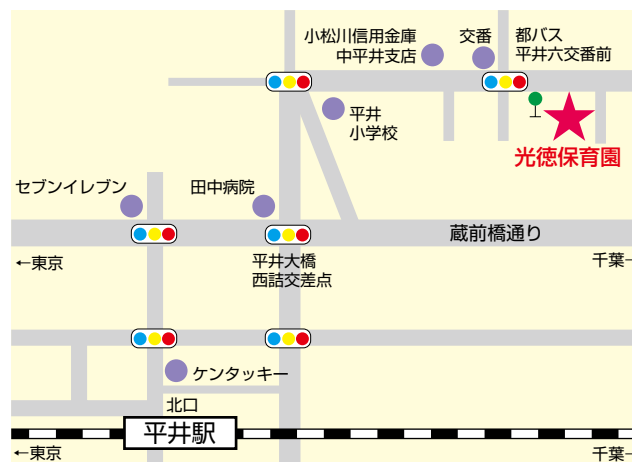 小松川信用金庫
中平井支店
交番
都バス
平井六交番前
平井
小学校
光徳保育園
セブンイレブン
田中病院
蔵前橋通り
←東京
平井大橋
西詰交差点
千葉
ケンタッキー
北口
平井駅
←東京
千葉